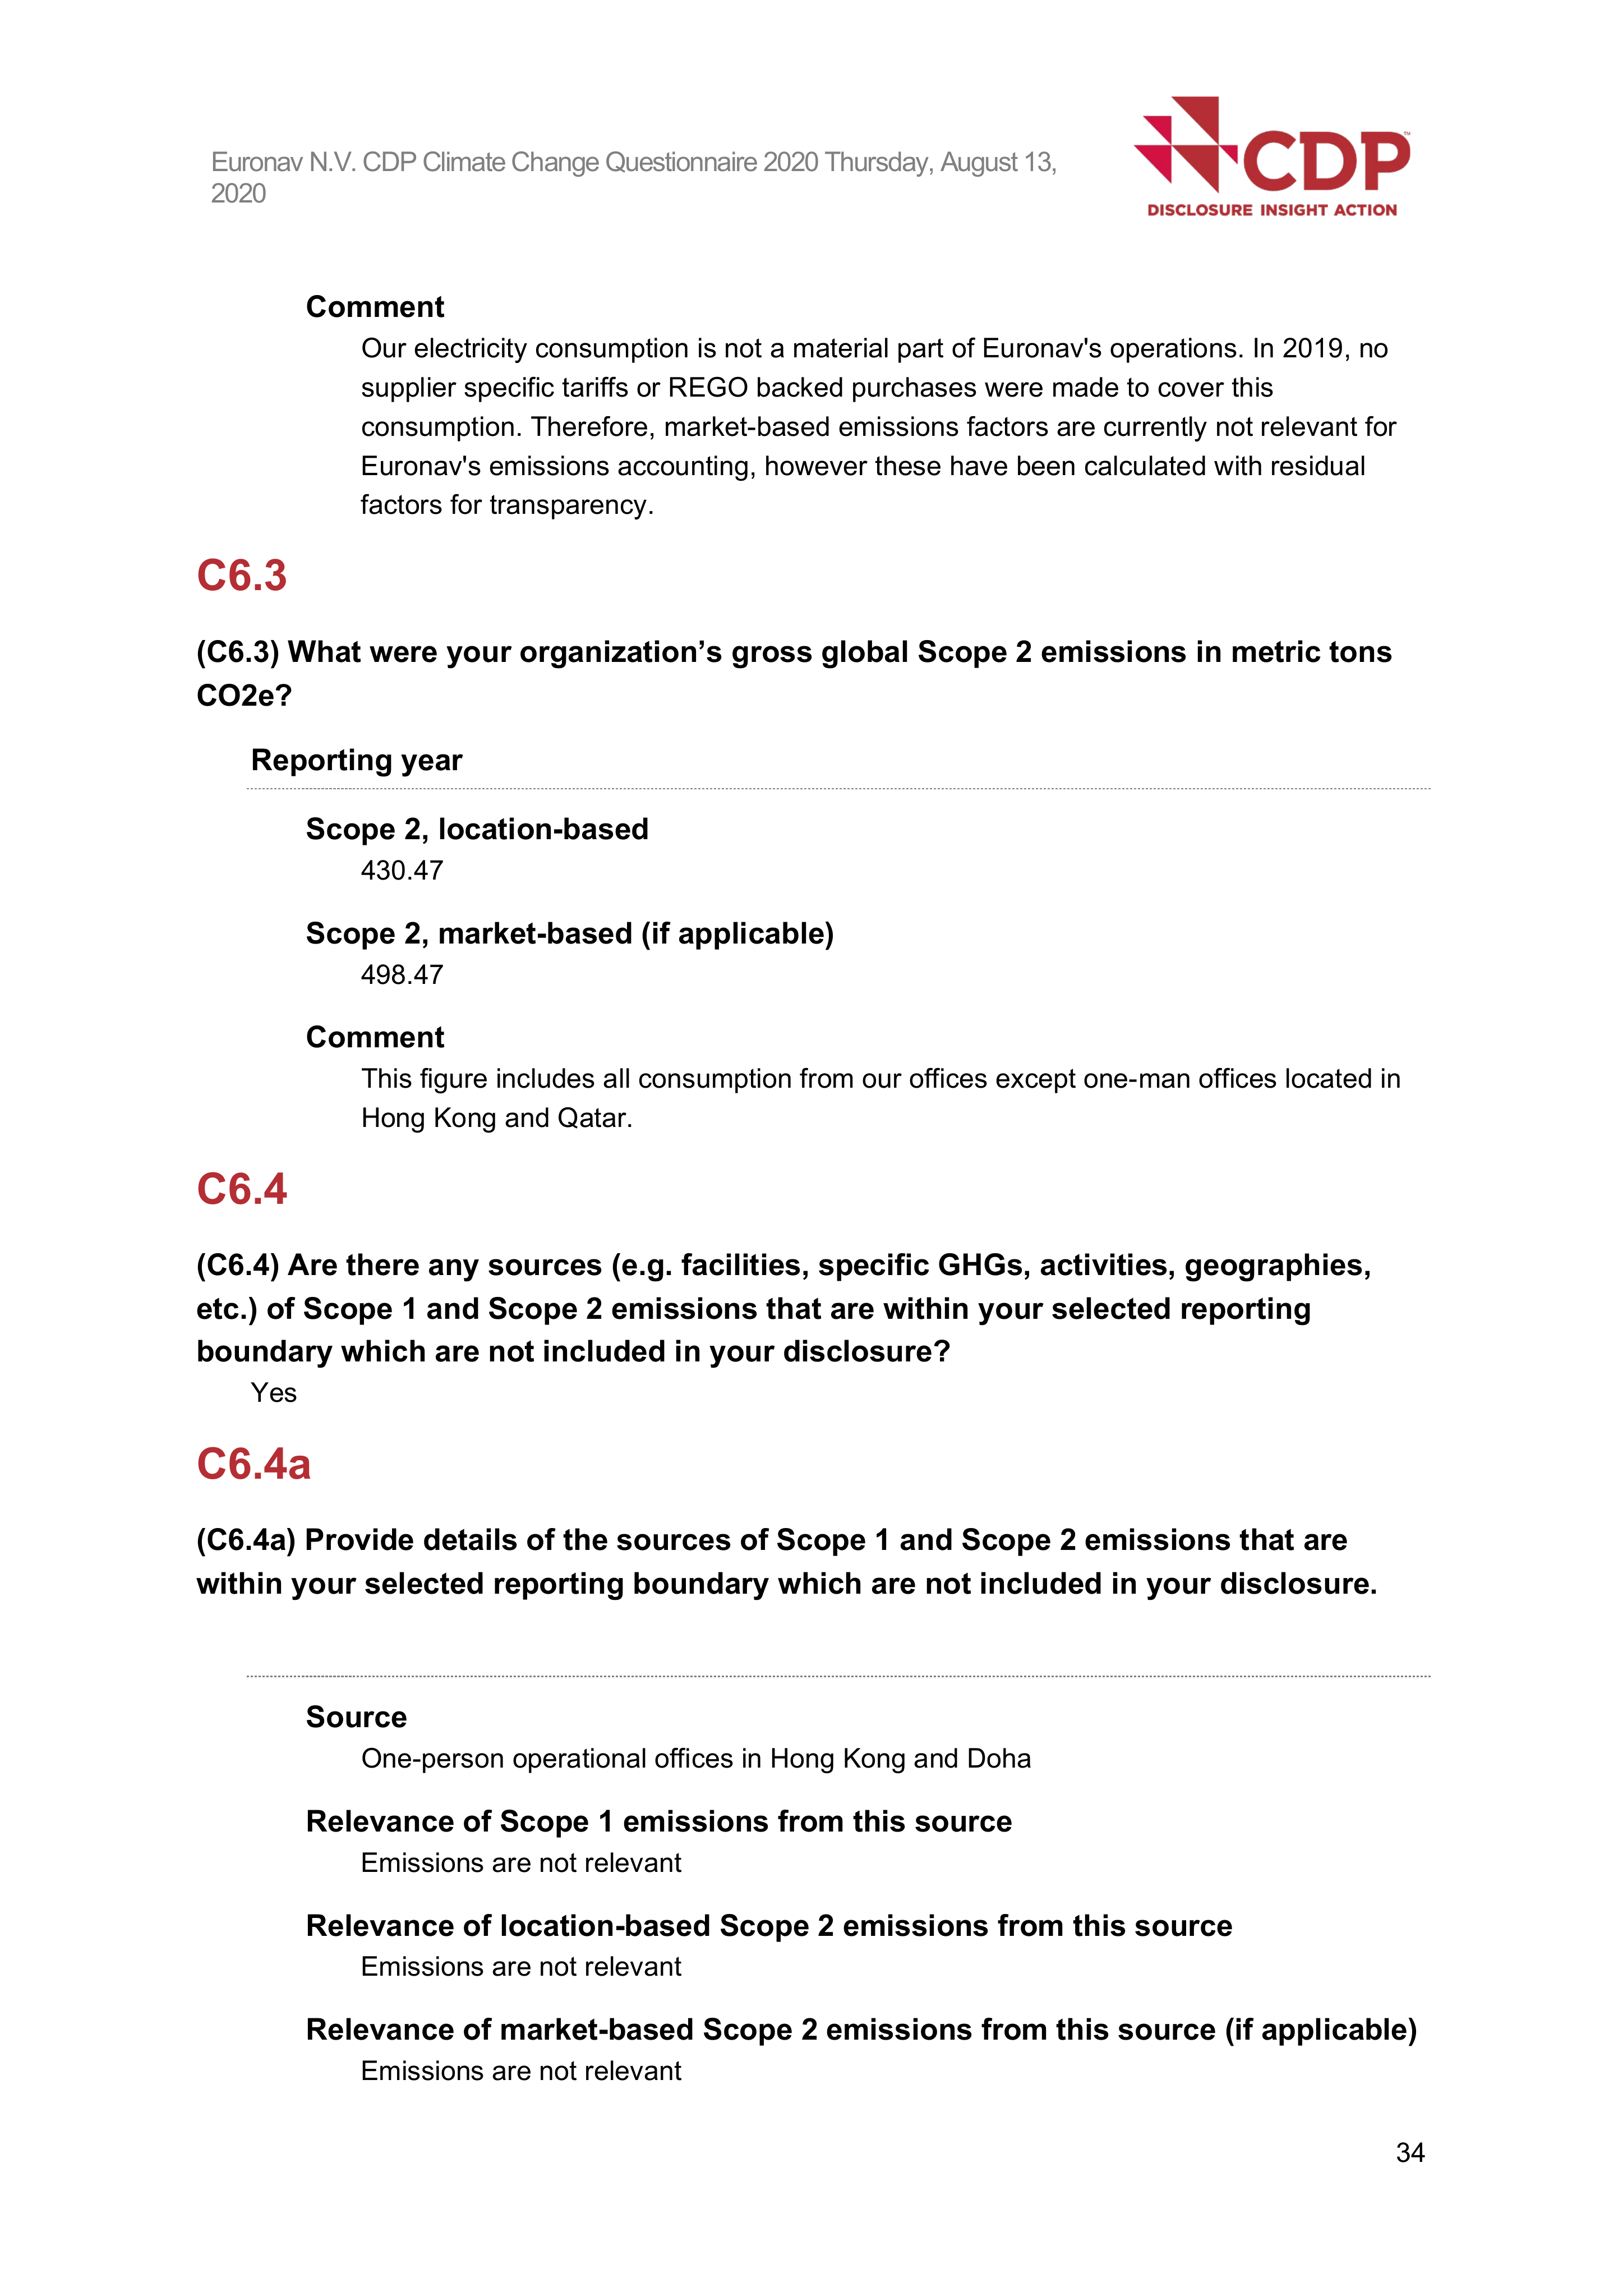 Euronav N.V. CDP Climate Change Questionnaire 2020 Thursday, August 13,
2020
CDP™
DISCLOSURE INSIGHT ACTION
Comment
Our electricity consumption is not a material part of Euronav's operations. In 2019, no
supplier specific tariffs or REGO backed purchases were made to cover this
consumption. Therefore, market-based emissions factors are currently not relevant for
Euronav's emissions accounting, however these have been calculated with residual
factors for transparency.
C6.3
(C6.3) What were your organization’s gross global Scope 2 emissions in metric tons
CO2e?
Reporting year
Scope 2, location-based
430.47
Scope 2, market-based (if applicable)
498.47
Comment
This figure includes all consumption from our offices except one-man offices located in
Hong Kong and Qatar.
C6.4
(C6.4) Are there any sources (e.g. facilities, specific GHGs, activities, geographies,
etc.) of Scope 1 and Scope 2 emissions that are within your selected reporting
boundary which are not included in your disclosure?
Yes
C6.4a
(C6.4a) Provide details of the sources of Scope 1 and Scope 2 emissions that are
within your selected reporting boundary which are not included in your disclosure.
Source
One-person operational offices in Hong Kong and Doha
Relevance of Scope 1 emissions from this source
Emissions are not relevant
Relevance of location-based Scope 2 emissions from this source
Emissions are not relevant
Relevance of market-based Scope 2 emissions from this source (if applicable)
Emissions are not relevant
34